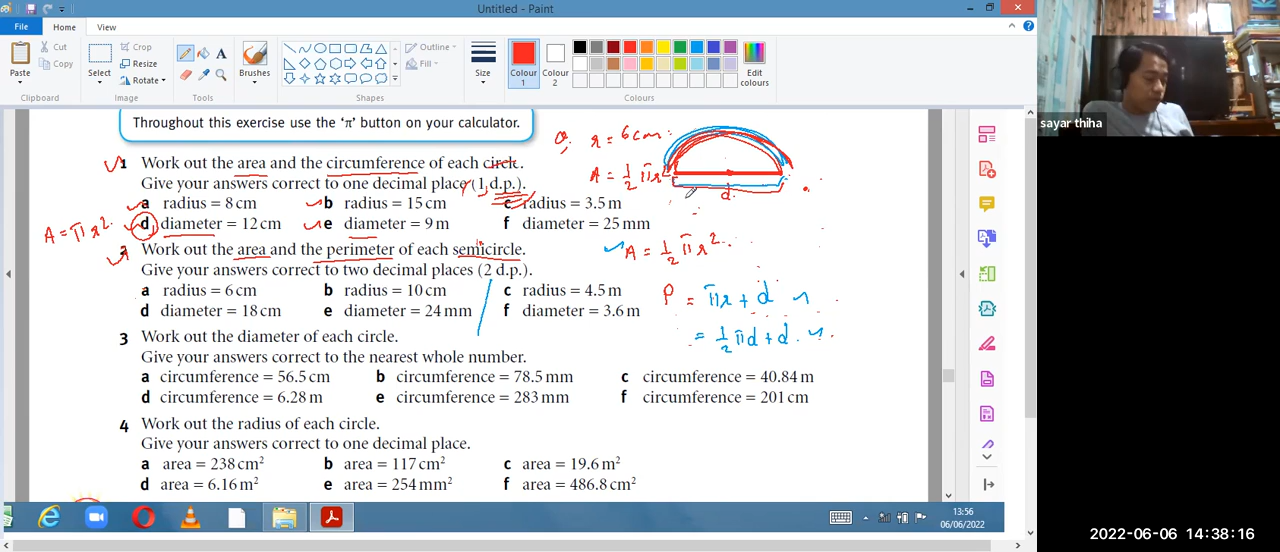 Untitled - Paint
File Home View
Cut
Copy
Paste
Clipboard
Crop
Resize
Rotate
Select
Image
Tools
Brushes
Outline
Fill
Shapes
Size
Colour 1
Colour 2
Edit colours
Colours
sayar thiha
Throughout this exercise use the ‘π’ button on your calculator.
1 Work out the area and the circumference of each circle.
Give your answers correct to one decimal place (1 d.p.).
a radius = 8 cm b radius = 15 cm c radius = 3.5 m
d diameter = 12 cm e diameter = 9 m f diameter = 25 mm
A = πr²
2 Work out the area and the perimeter of each semicircle.
Give your answers correct to two decimal places (2 d.p.).
a radius = 6 cm b radius = 10 cm c radius = 4.5 m
d diameter = 18 cm e diameter = 24 mm f diameter = 3.6 m
r = 6cm
A = 1/2 πr²
d
A = 1/2 πr²
P = πr + d
= 1/2 πd + d
3 Work out the diameter of each circle.
Give your answers correct to the nearest whole number.
a circumference = 56.5 cm b circumference = 78.5 mm c circumference = 40.84 m
d circumference = 6.28 m e circumference = 283 mm f circumference = 201 cm
4 Work out the radius of each circle.
Give your answers correct to one decimal place.
a area = 238 cm² b area = 117 cm² c area = 19.6 m²
d area = 6.16 m² e area = 254 mm² f area = 486.8 cm²
13:56
06/06/2022
2022-06-06 14:38:16